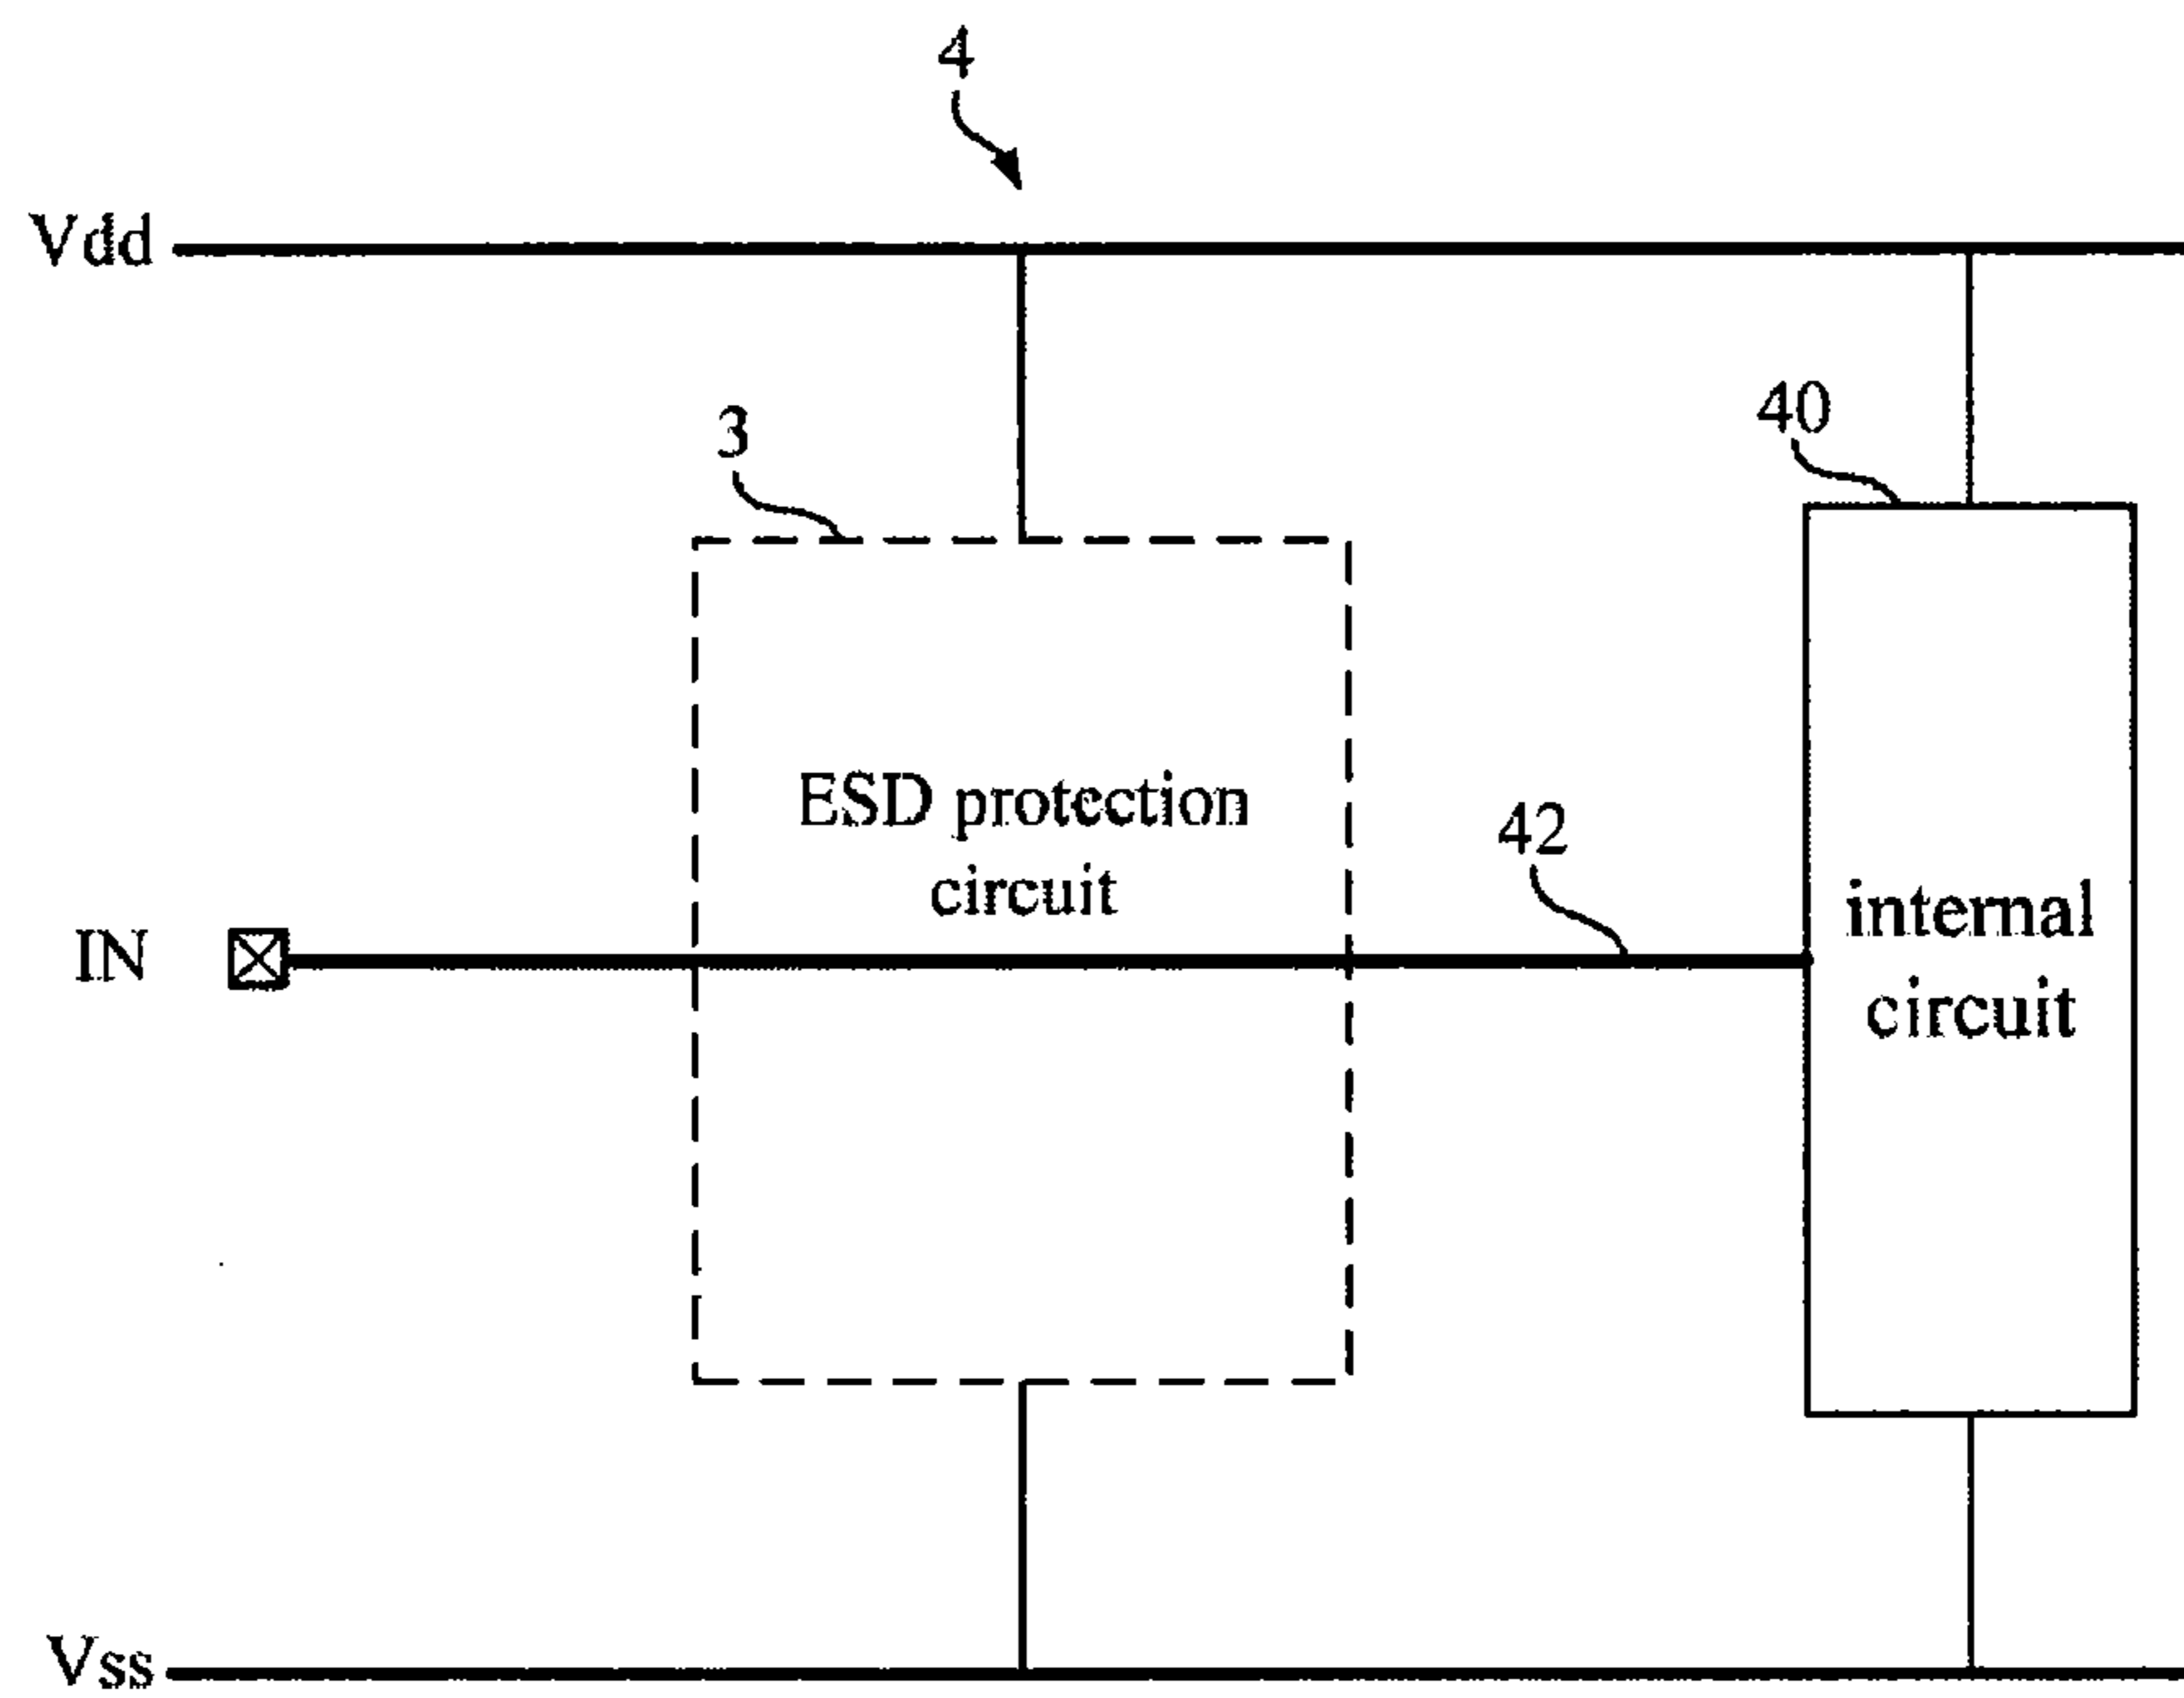 4
Vdd
3
40
ESD protection
circuit
42
internal
circuit
IN
Vss